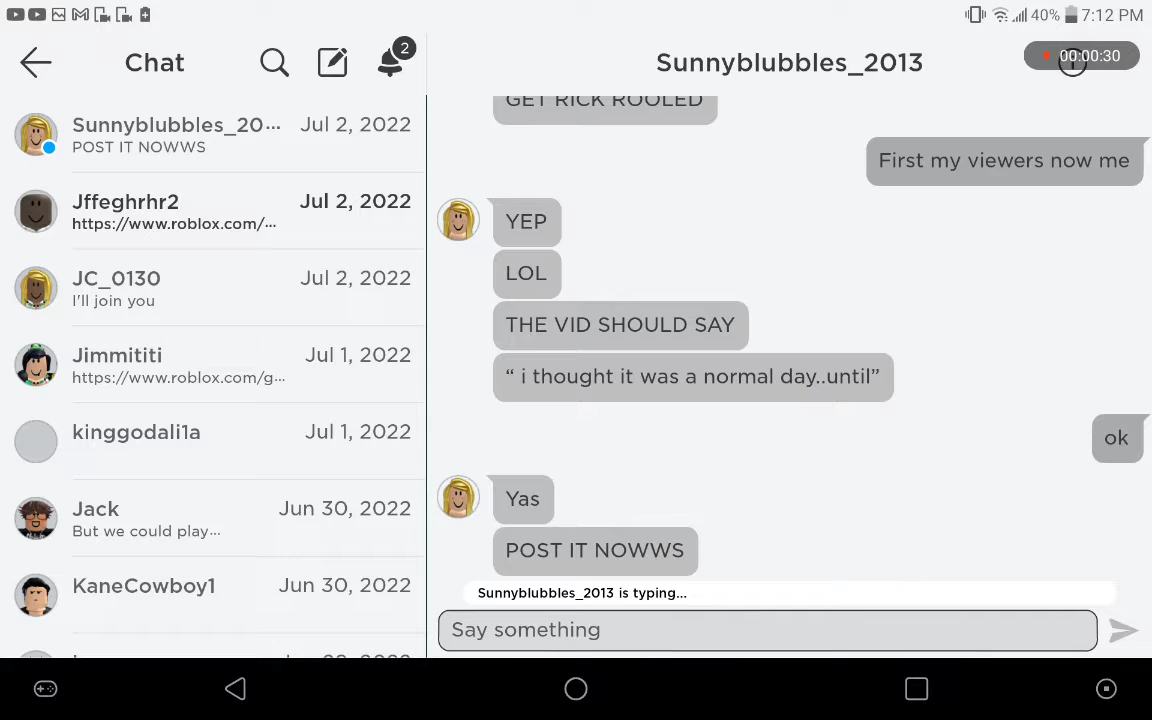 40% 7:12 PM
Chat
2
Sunnyblubbles_20... Jul 2, 2022
POST IT NOWWS
Jffeghrhr2 Jul 2, 2022
https://www.roblox.com/...
JC_0130 Jul 2, 2022
I'll join you
Jimmititi Jul 1, 2022
https://www.roblox.com/g...
kinggodali1a Jul 1, 2022
Jack Jun 30, 2022
But we could play...
KaneCowboy1 Jun 30, 2022
Sunnyblubbles_2013
00:00:30
GET RICK ROOLED
First my viewers now me
YEP
LOL
THE VID SHOULD SAY
“ i thought it was a normal day..until”
ok
Yas
POST IT NOWWS
Sunnyblubbles_2013 is typing...
Say something